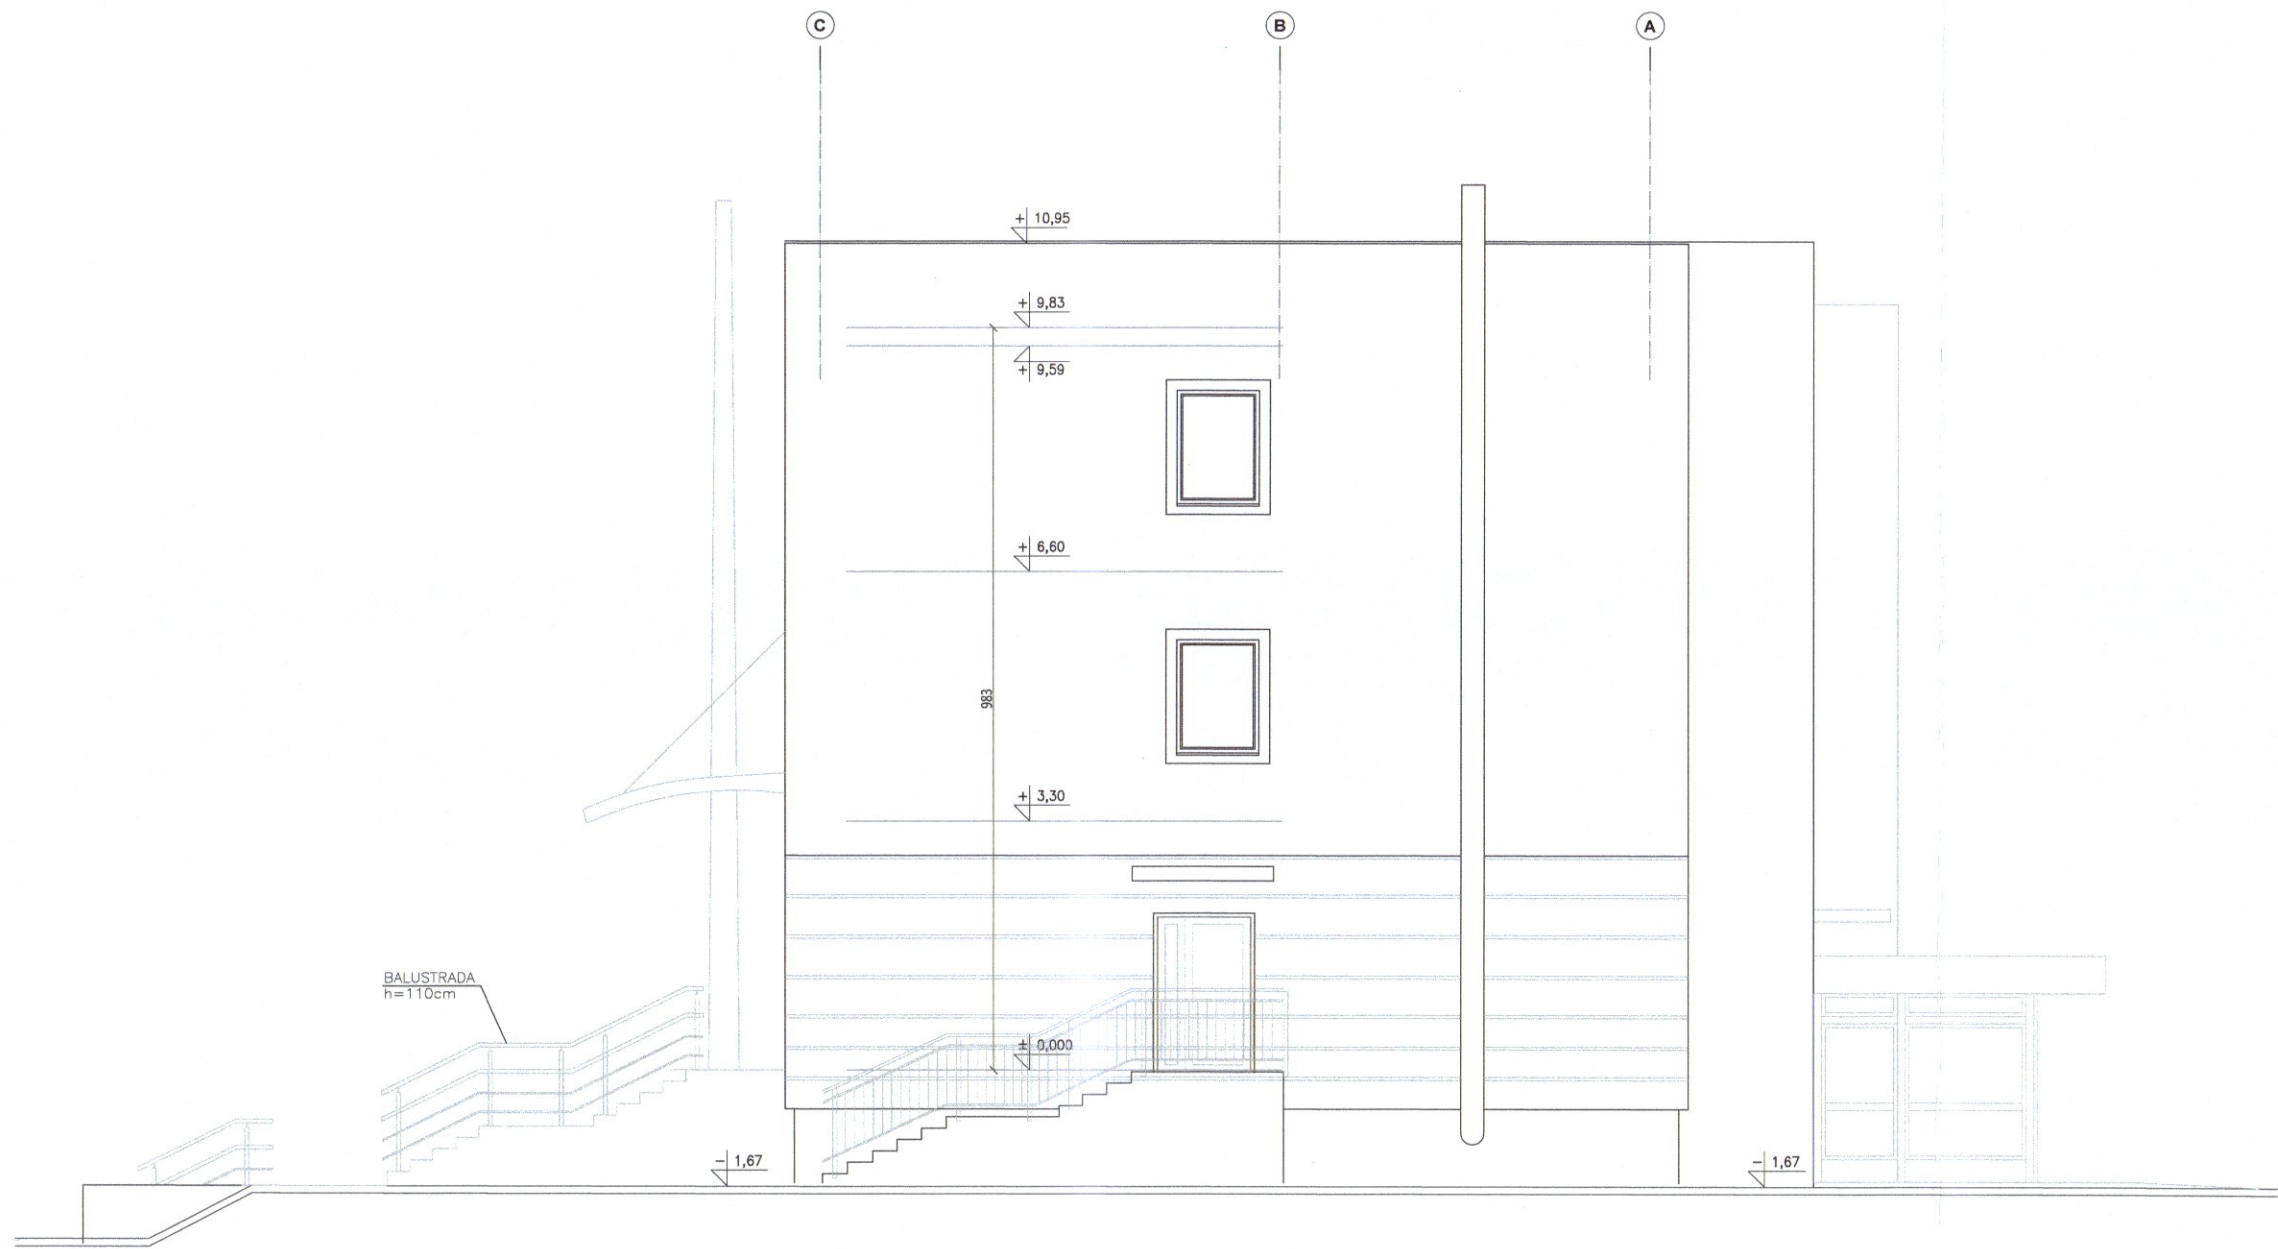 C
B
A
+ 10,95
+ 9,83
+ 9,59
+ 6,60
983
+ 3,30
BALUSTRADA
h=110cm
± 0,000
− 1,67
− 1,67